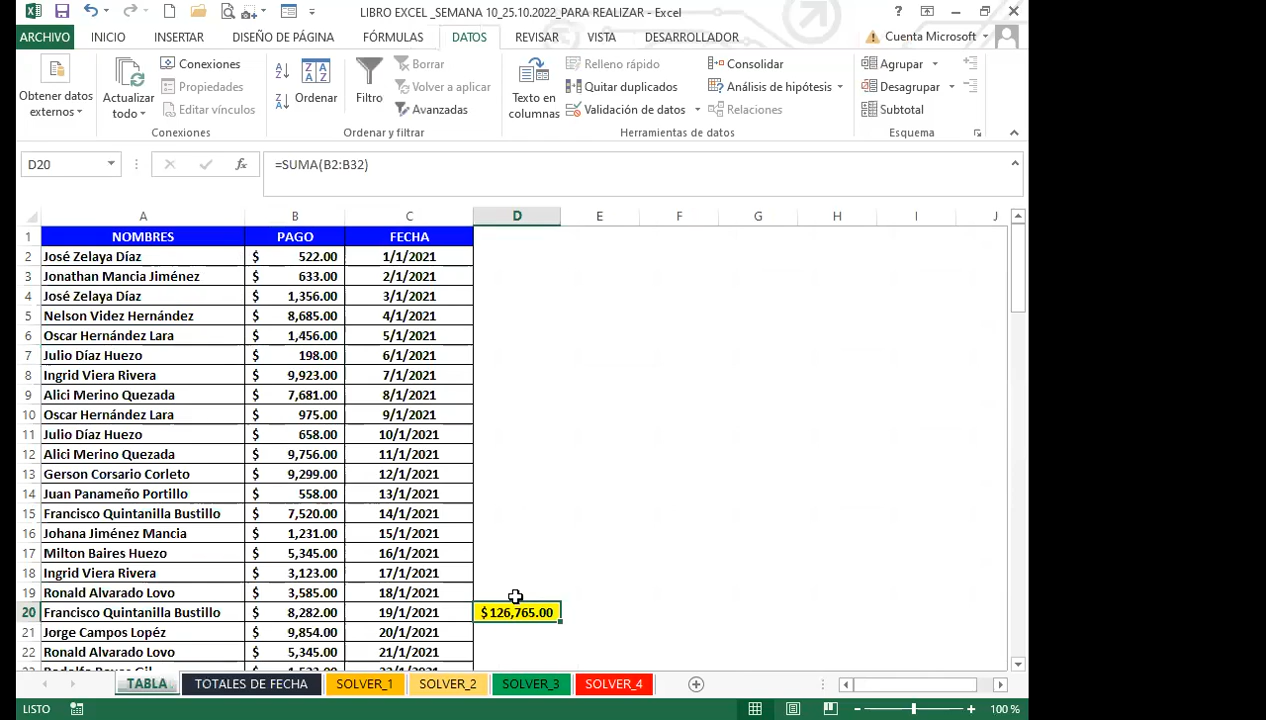 LIBRO EXCEL _SEMANA 10_25.10.2022_PARA REALIZAR - Excel
ARCHIVO INICIO INSERTAR DISEÑO DE PÁGINA FÓRMULAS DATOS REVISAR VISTA DESARROLLADOR Cuenta Microsoft
Obtener datos externos
Actualizar todo
Conexiones
Propiedades
Editar vínculos
Conexiones
Ordenar
Filtro
Borrar
Volver a aplicar
Avanzadas
Ordenar y filtrar
Texto en columnas
Relleno rápido
Quitar duplicados
Validación de datos
Consolidar
Análisis de hipótesis
Relaciones
Herramientas de datos
Agrupar
Desagrupar
Subtotal
Esquema
D20 fx =SUMA(B2:B32)
A B C D E F G H I J
1 NOMBRES PAGO FECHA
2 José Zelaya Díaz $ 522.00 1/1/2021
3 Jonathan Mancia Jiménez $ 633.00 2/1/2021
4 José Zelaya Díaz $ 1,356.00 3/1/2021
5 Nelson Videz Hernández $ 8,685.00 4/1/2021
6 Oscar Hernández Lara $ 1,456.00 5/1/2021
7 Julio Díaz Huezo $ 198.00 6/1/2021
8 Ingrid Viera Rivera $ 9,923.00 7/1/2021
9 Alici Merino Quezada $ 7,681.00 8/1/2021
10 Oscar Hernández Lara $ 975.00 9/1/2021
11 Julio Díaz Huezo $ 658.00 10/1/2021
12 Alici Merino Quezada $ 9,756.00 11/1/2021
13 Gerson Corsario Corleto $ 9,299.00 12/1/2021
14 Juan Panameño Portillo $ 558.00 13/1/2021
15 Francisco Quintanilla Bustillo $ 7,520.00 14/1/2021
16 Johana Jiménez Mancia $ 1,231.00 15/1/2021
17 Milton Baires Huezo $ 5,345.00 16/1/2021
18 Ingrid Viera Rivera $ 3,123.00 17/1/2021
19 Ronald Alvarado Lovo $ 3,585.00 18/1/2021
20 Francisco Quintanilla Bustillo $ 8,282.00 19/1/2021 $ 126,765.00
21 Jorge Campos Lopéz $ 9,854.00 20/1/2021
22 Ronald Alvarado Lovo $ 5,345.00 21/1/2021
TABLA TOTALES DE FECHA SOLVER_1 SOLVER_2 SOLVER_3 SOLVER_4
LISTO 100 %